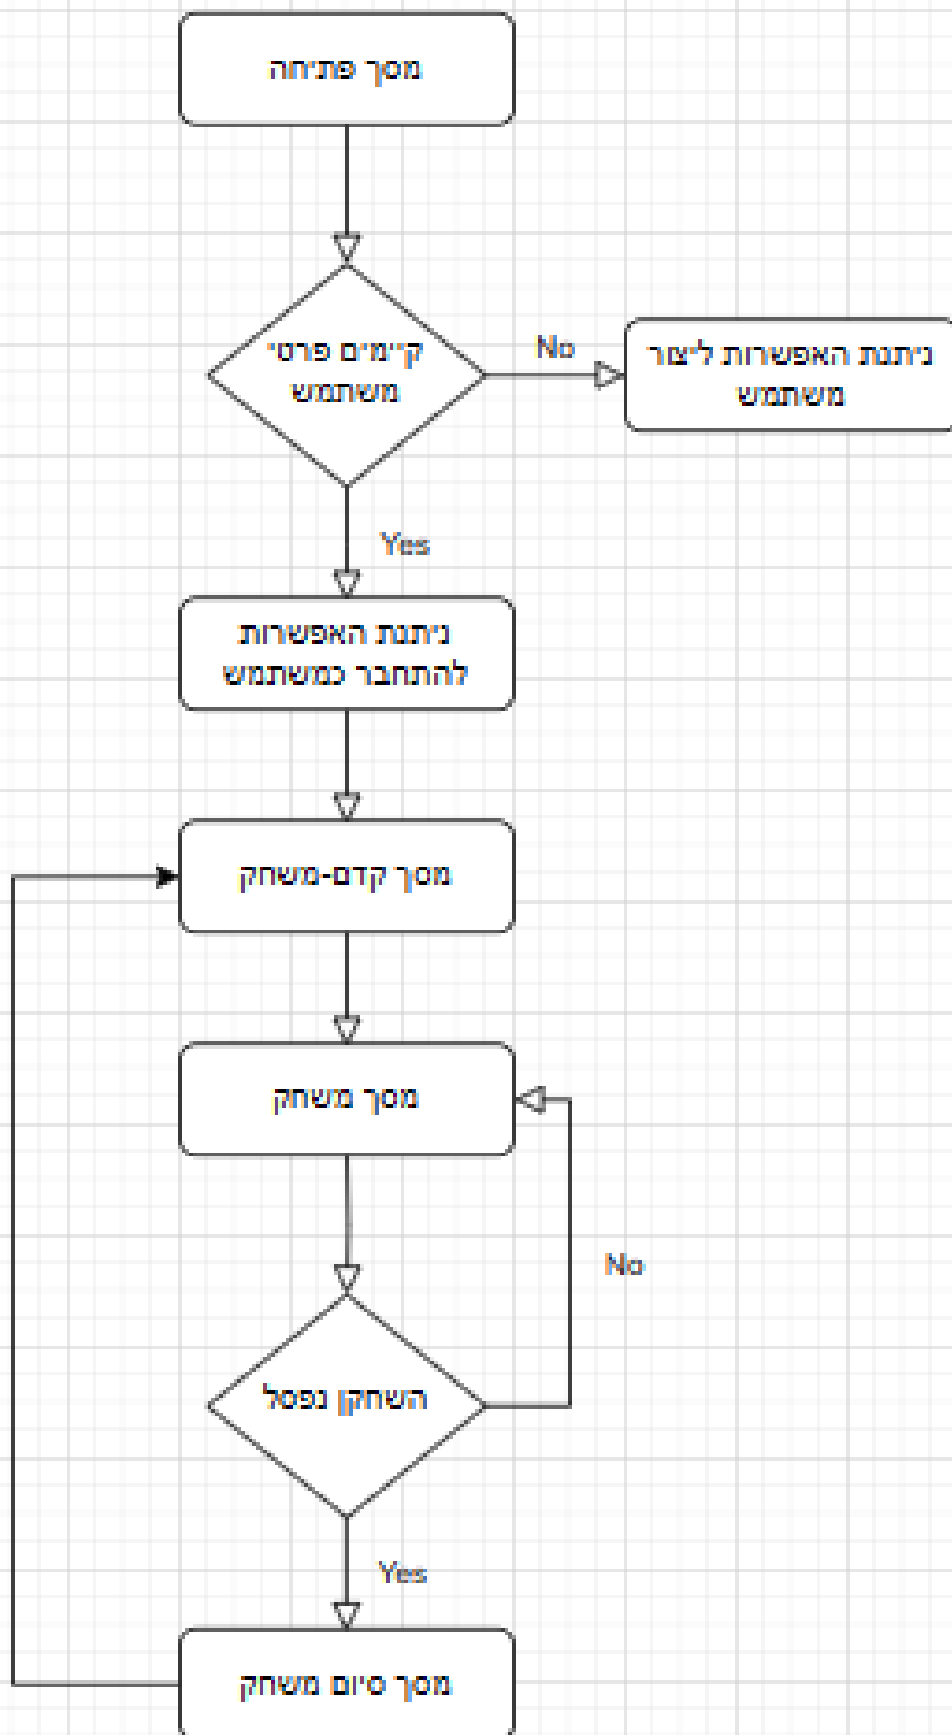 מסך פתיחה
קיימים פרטי
משתמש
No
ניתנת האפשרות ליצור
משתמש
Yes
ניתנת האפשרות
להתחבר כמשתמש
מסך קדם-משחק
מסך משחק
No
השחקן נפסל
Yes
מסך סיום משחק